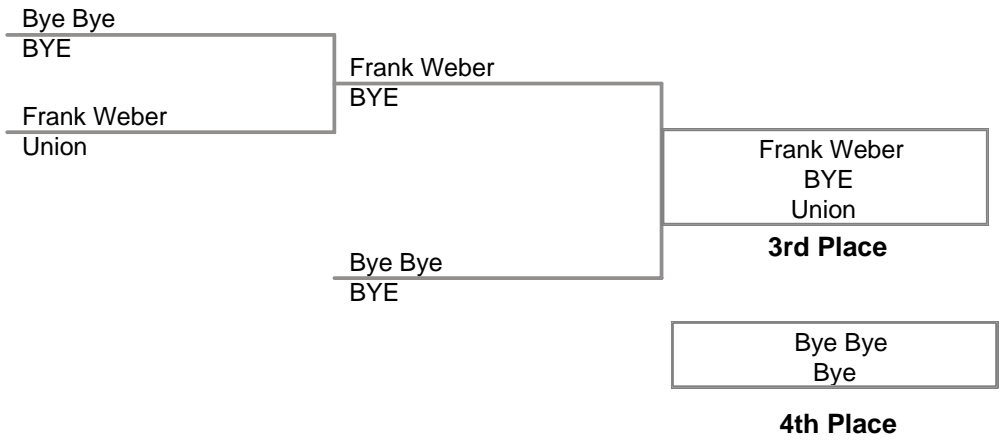 Bye Bye
BYE
Frank Weber
BYE
Frank Weber
Union
Frank Weber
BYE
Union
3rd Place
Bye Bye
BYE
Bye Bye
Bye
4th Place